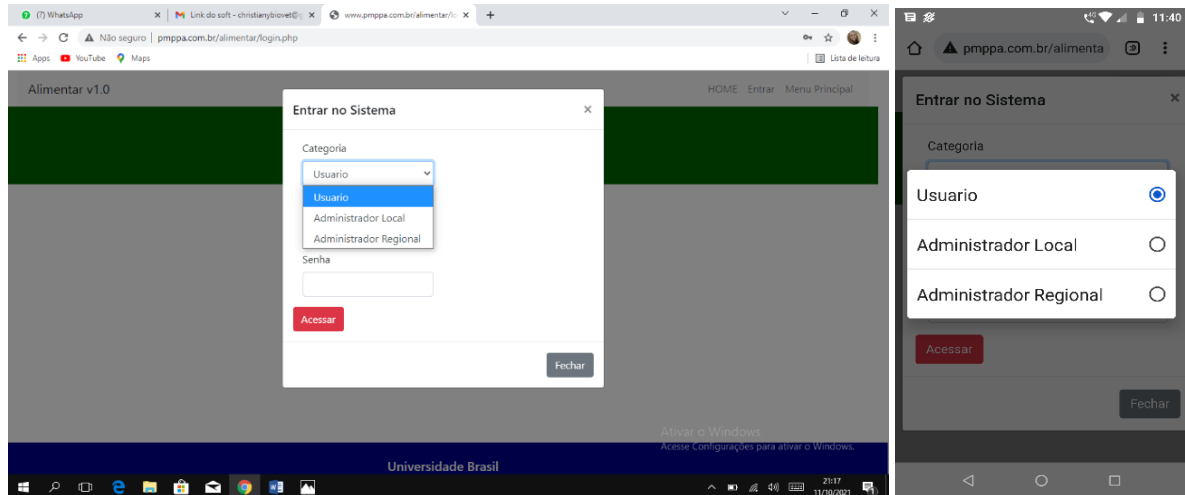 (7) WhatsApp
Link do soft - christianybiovet@g
www.pmppa.com.br/alimentar/lo
Não seguro | pmppa.com.br/alimentar/login.php
Apps YouTube Maps Lista de leitura
Alimentar v1.0 HOME Entrar Menu Principal
Entrar no Sistema ×
Categoria
Usuario
Usuario
Administrador Local
Administrador Regional
Senha
Acessar
Fechar
Ativar o Windows
Acesse Configurações para ativar o Windows.
Universidade Brasil
21:17
11/10/2021
4G 11:40
pmppa.com.br/alimenta
Entrar no Sistema ×
Categoria
Usuario
Administrador Local
Administrador Regional
Acessar
Fechar